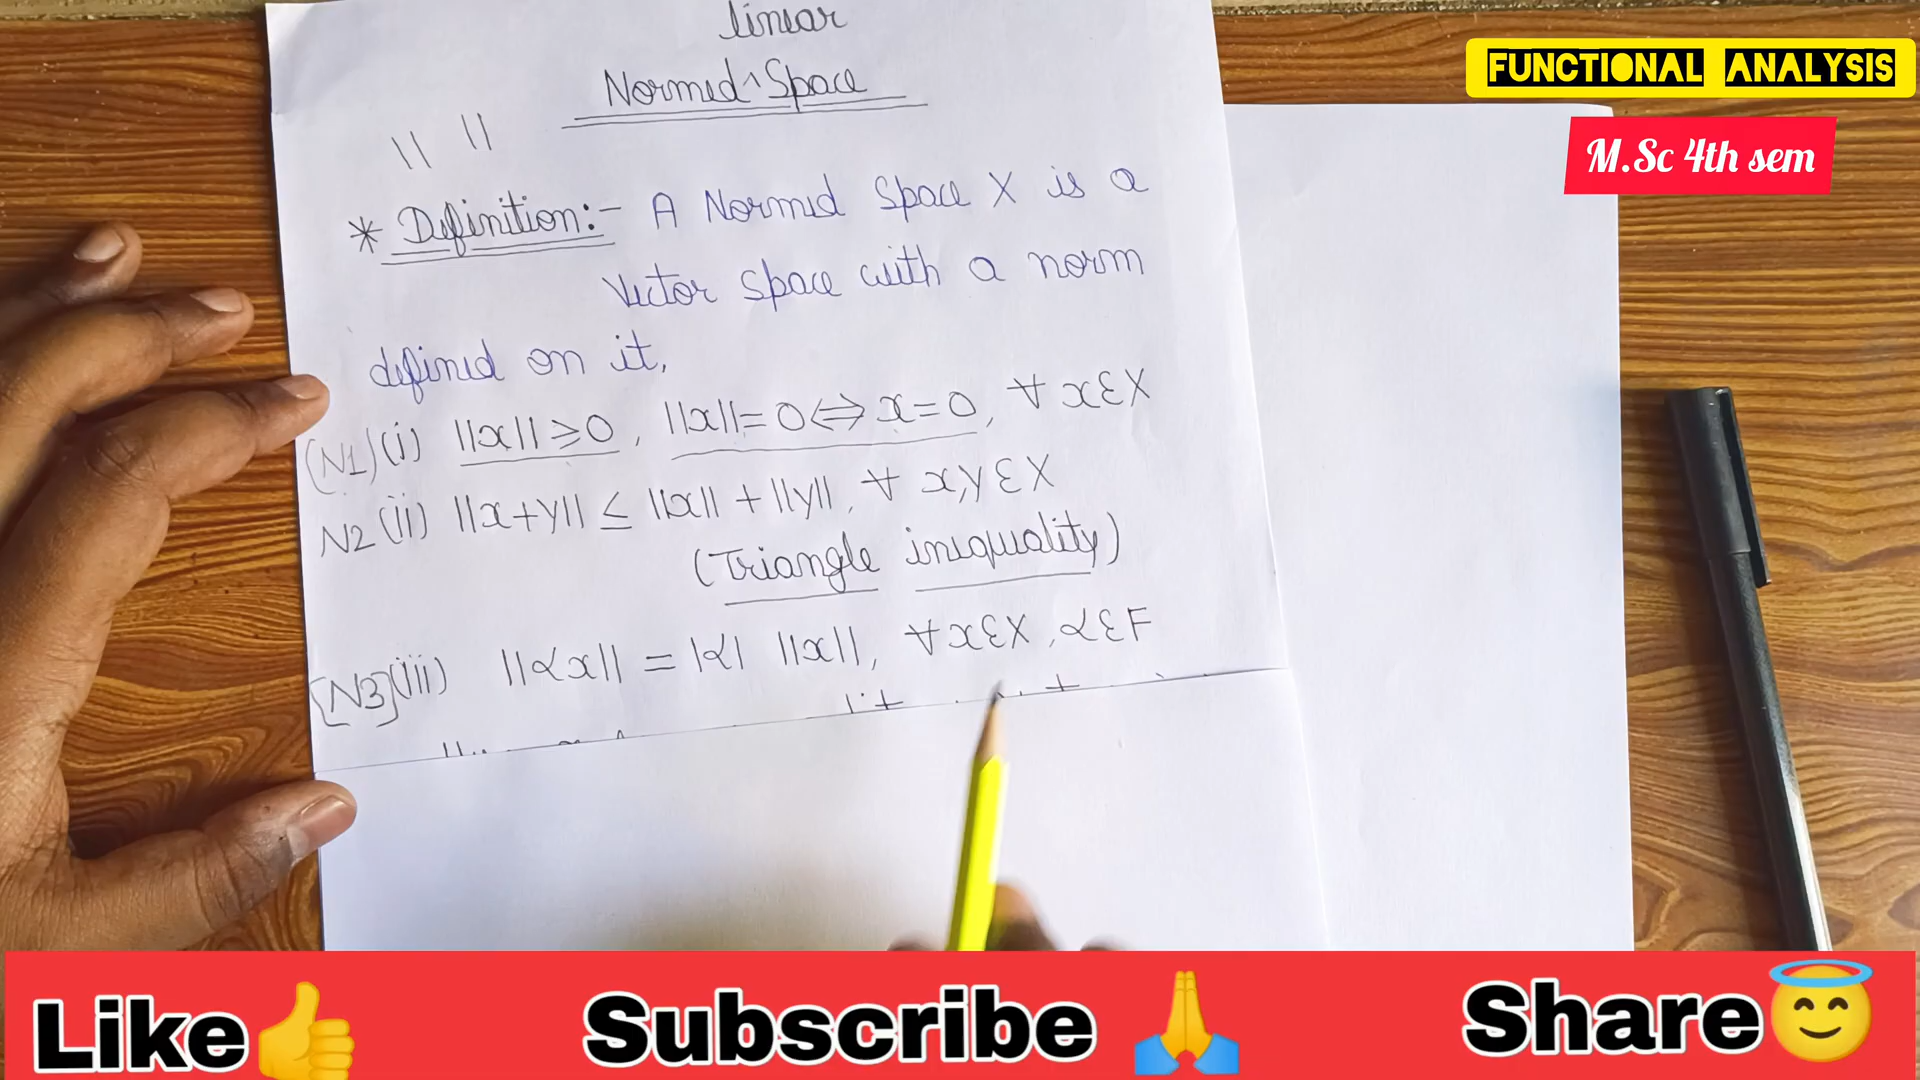 linear
Normed ^ Space
|| ||
* Definition:- A Normed Space X is a
Vector space with a norm
defined on it,
(N1) (i) ||x|| ≥ 0, ||x|| = 0 ⇔ x = 0, ∀ x ∈ X
N2 (ii) ||x+y|| ≤ ||x|| + ||y||, ∀ x,y ∈ X
(Triangle inequality)
[N3] (iii) ||αx|| = |α| ||x||, ∀ x ∈ X, α ∈ F
FUNCTIONAL ANALYSIS
M.Sc 4th sem
Like👍 Subscribe 🙏 Share😇